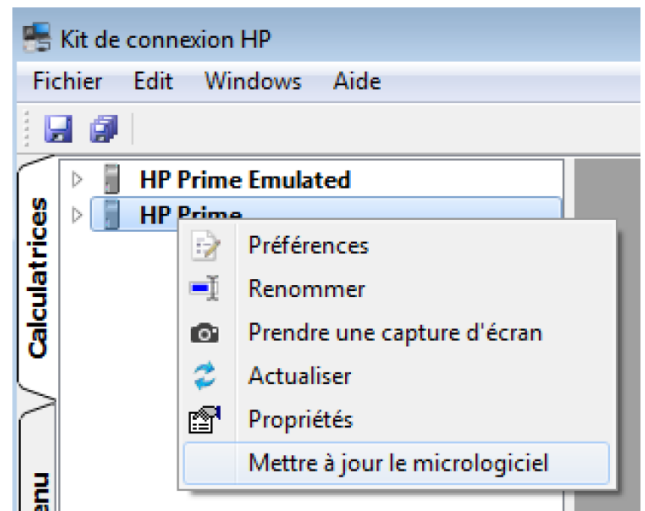 Kit de connexion HP
Fichier Edit Windows Aide
Calculatrices
HP Prime Emulated
HP Prime
Préférences
Renommer
Prendre une capture d'écran
Actualiser
Propriétés
Mettre à jour le micrologiciel